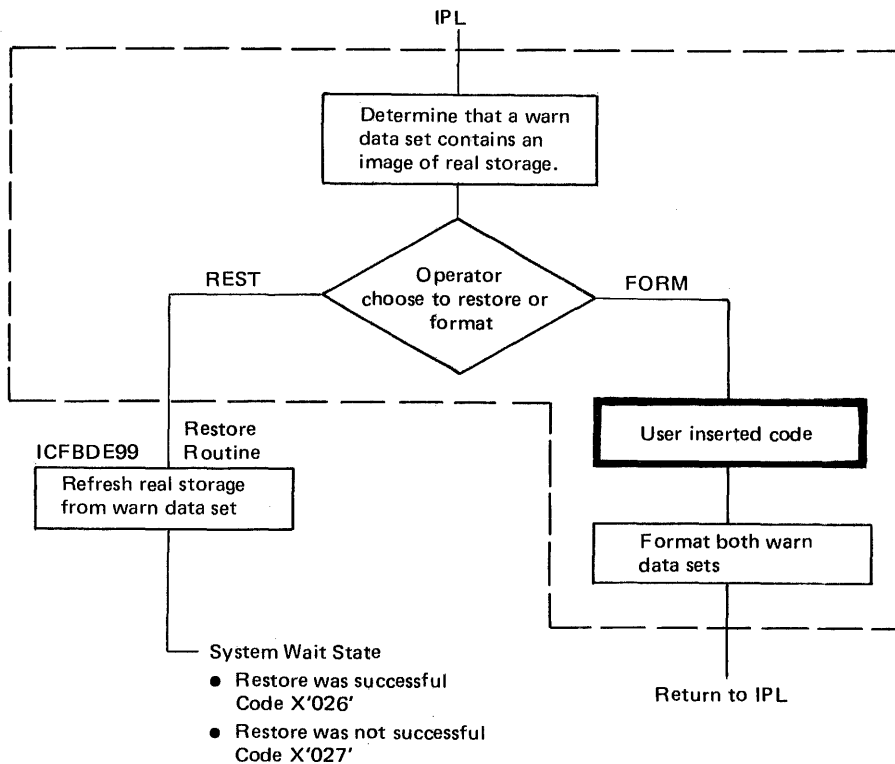 IPL
Determine that a warn
data set contains an
image of real storage.
Operator
choose to restore or
format
REST
FORM
User inserted code
ICFBDE99
Restore
Routine
Refresh real storage
from warn data set
Format both warn
data sets
System Wait State
● Restore was successful
Code X'026'
● Restore was not successful
Code X'027'
Return to IPL